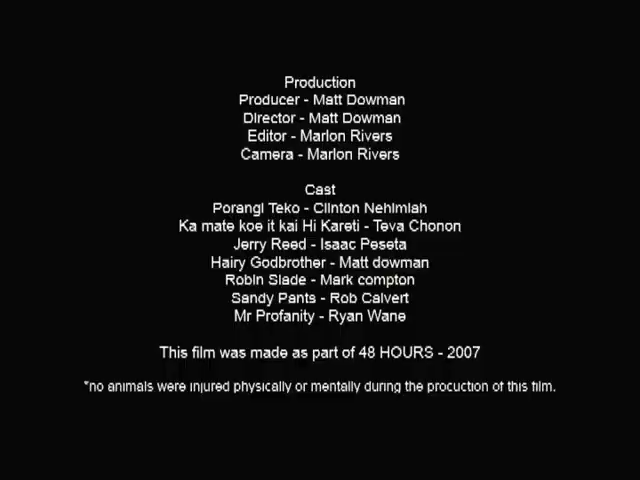 Production
Producer - Matt Dowman
Director - Matt Dowman
Editor - Marlon Rivers
Camera - Marlon Rivers
Cast
Porangi Teko - Clinton Nehimiah
Ka mate koe it kai Hi Kareti - Teva Chonon
Jerry Reed - Isaac Peseta
Hairy Godbrother - Matt dowman
Robin Slade - Mark compton
Sandy Pants - Rob Calvert
Mr Profanity - Ryan Wane
This film was made as part of 48 HOURS - 2007
*no animals were injured physically or mentally during the production of this film.